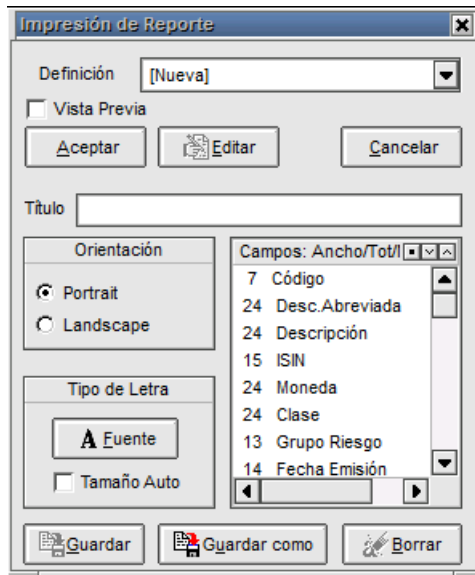 Impresión de Reporte
Definición [Nueva]
Vista Previa
Aceptar Editar Cancelar
Título
Orientación
Portrait
Landscape
Tipo de Letra
A Fuente
Tamaño Auto
Campos: Ancho/Tot/I
7 Código
24 Desc.Abreviada
24 Descripción
15 ISIN
24 Moneda
24 Clase
13 Grupo Riesgo
14 Fecha Emisión
Guardar Guardar como Borrar